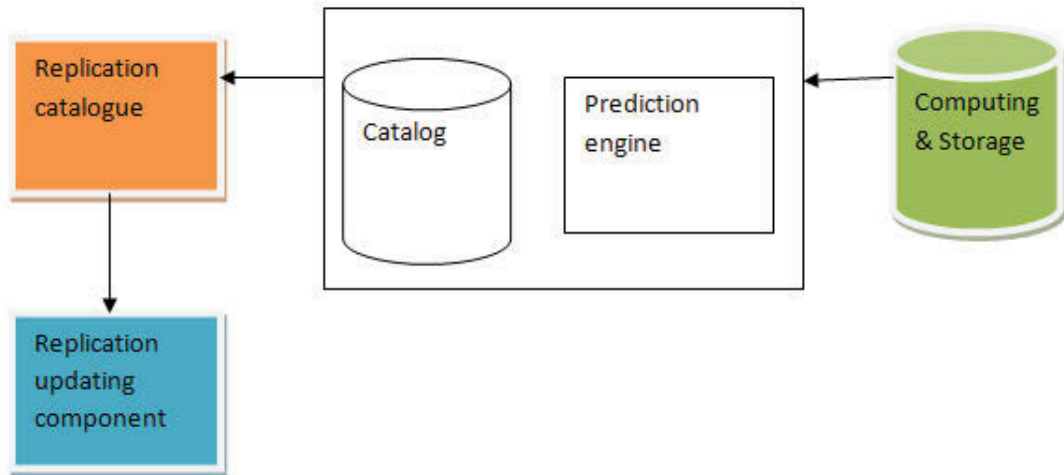 Replication
catalogue
Catalog
Prediction
engine
Computing
& Storage
Replication
updating
component